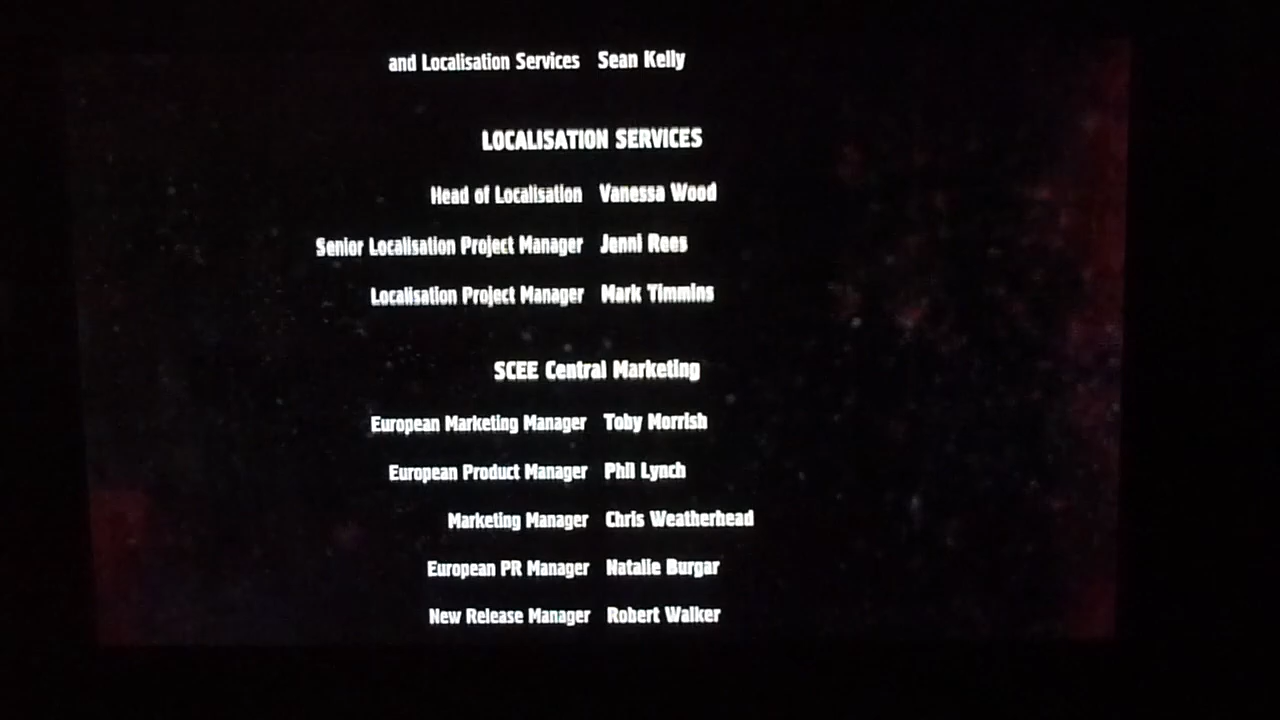 and Localisation Services Sean Kelly
LOCALISATION SERVICES
Head of Localisation Vanessa Wood
Senior Localisation Project Manager Jenni Rees
Localisation Project Manager Mark Timmins
SCEE Central Marketing
European Marketing Manager Toby Morrish
European Product Manager Phil Lynch
Marketing Manager Chris Weatherhead
European PR Manager Natalie Burgar
New Release Manager Robert Walker